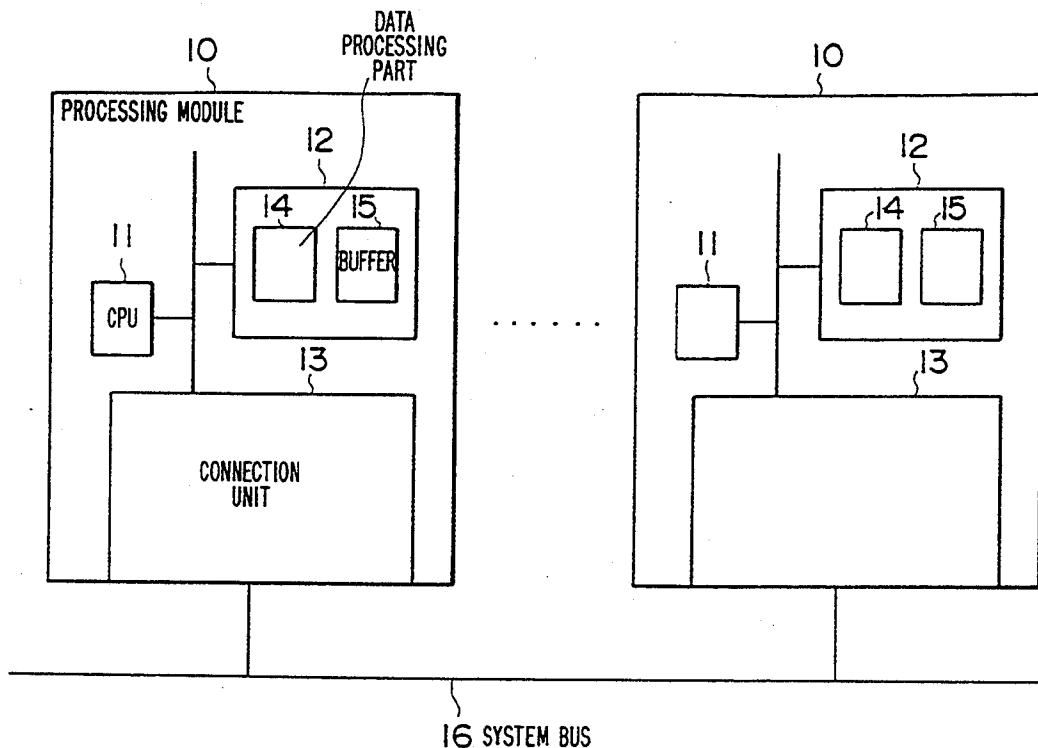 DATA
PROCESSING
PART
10
10
PROCESSING MODULE
12
12
14
15
14
15
BUFFER
11
11
CPU
13
13
CONNECTION
UNIT
16 SYSTEM BUS